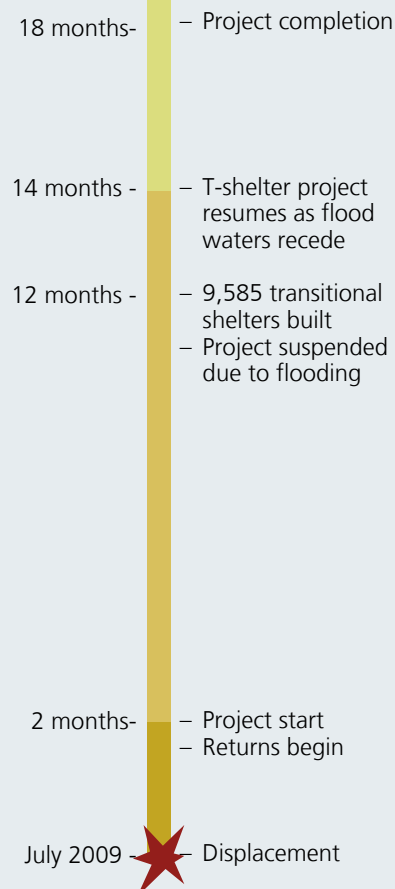 18 months-
– Project completion
14 months -
– T-shelter project
resumes as flood
waters recede
12 months -
– 9,585 transitional
shelters built
– Project suspended
due to flooding
2 months-
– Project start
– Returns begin
July 2009 -
– Displacement